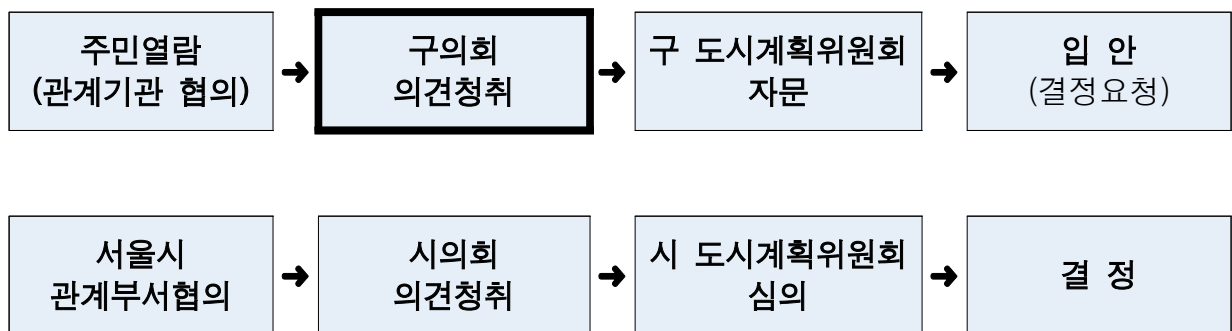 주민열람
(관계기관 협의)
➜
구의회
의견청취
➜
구 도시계획위원회
자문
➜
입 안
(결정요청)
서울시
관계부서협의
➜
시의회
의견청취
➜
시 도시계획위원회
심의
➜
결 정